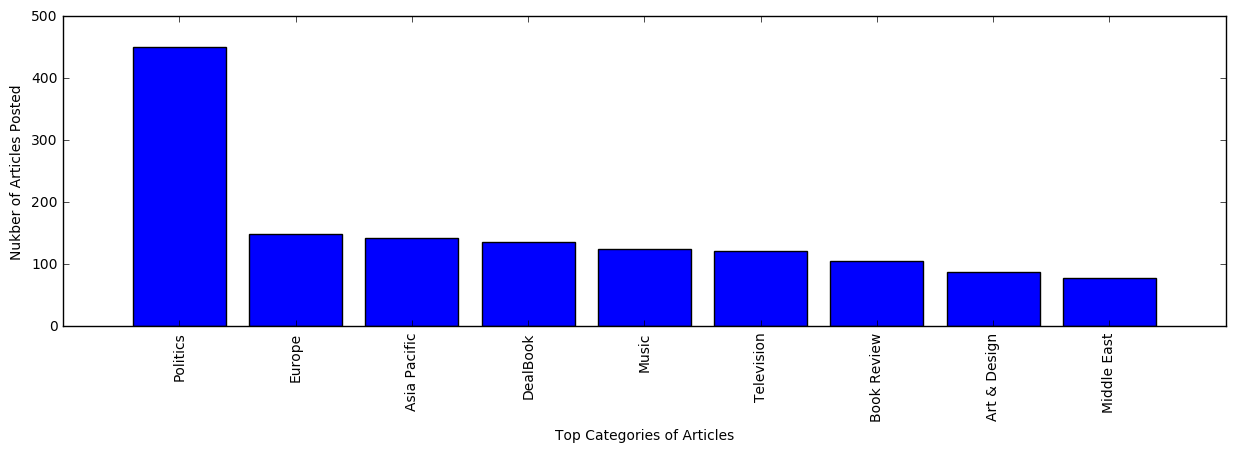 500
400
300
200
100
0
Nukber of Articles Posted
Politics
Europe
Asia Pacific
DealBook
Music
Television
Book Review
Art & Design
Middle East
Top Categories of Articles